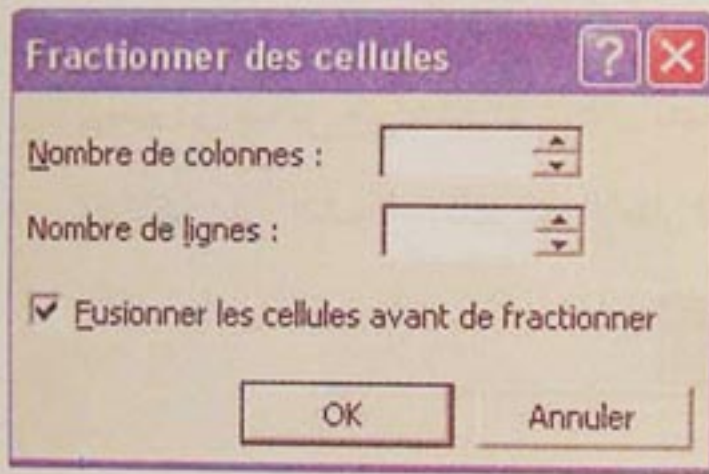 Fractionner des cellules
Nombre de colonnes :
Nombre de lignes :
Fusionner les cellules avant de fractionner
OK Annuler